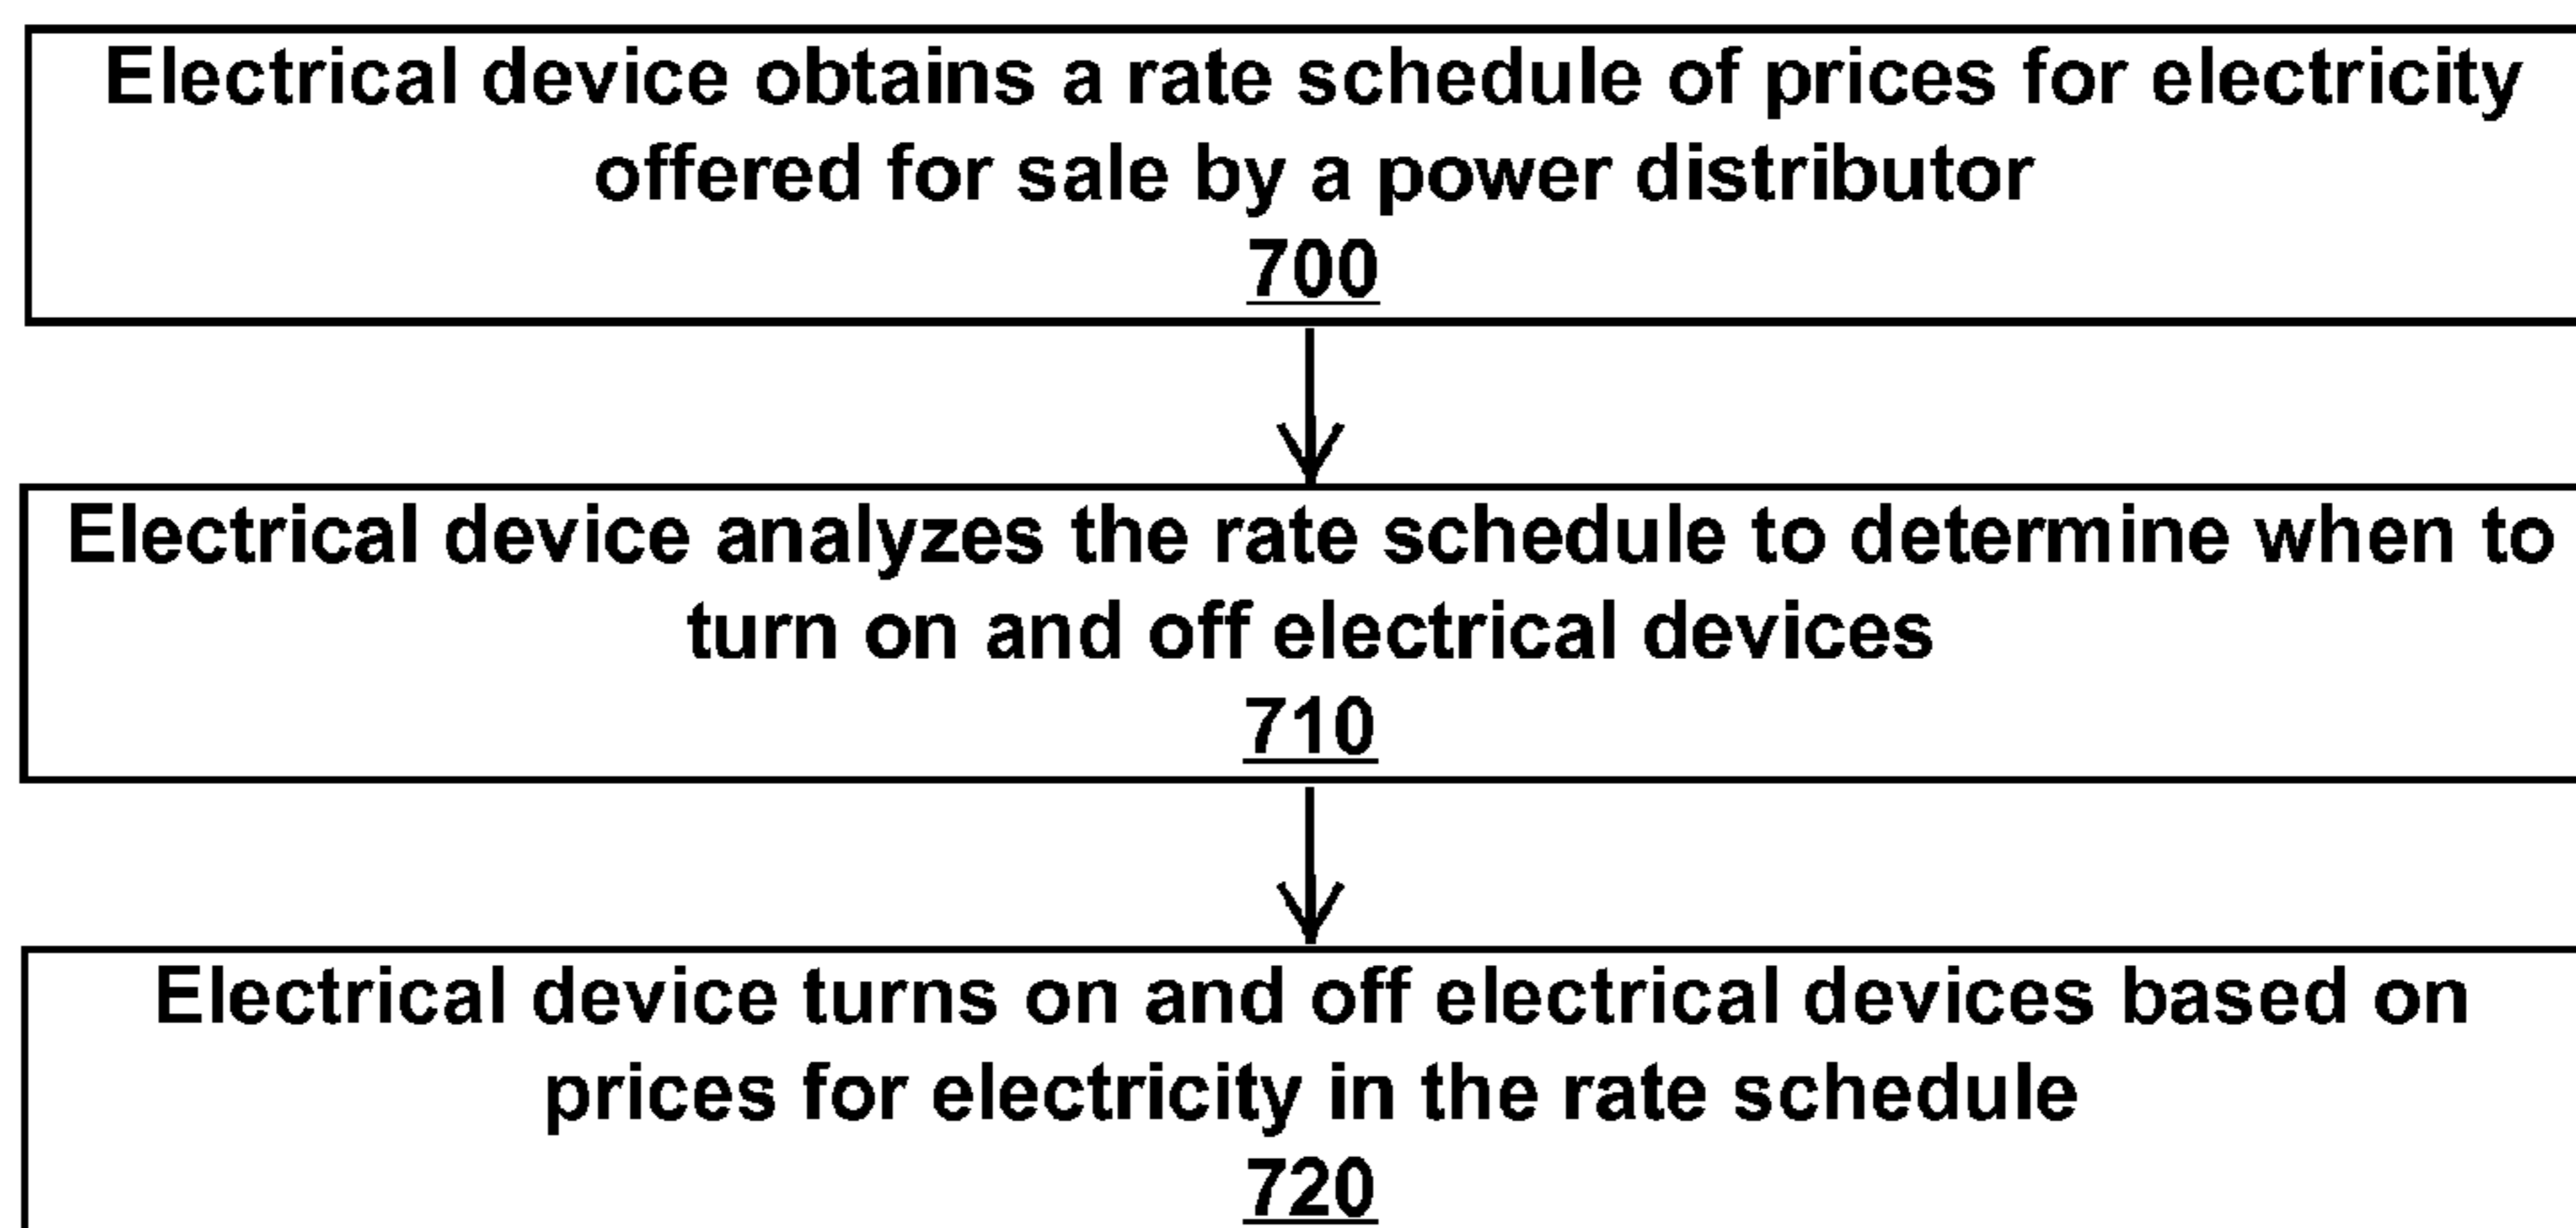 Electrical device obtains a rate schedule of prices for electricity
offered for sale by a power distributor
700
Electrical device analyzes the rate schedule to determine when to
turn on and off electrical devices
710
Electrical device turns on and off electrical devices based on
prices for electricity in the rate schedule
720